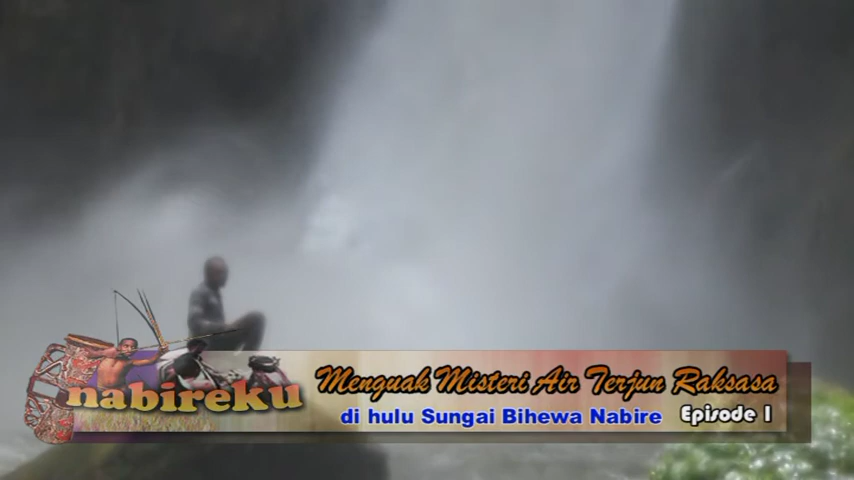 nabireku
Menguak Misteri Air Terjun Raksasa
di hulu Sungai Bihewa Nabire
Episode 1